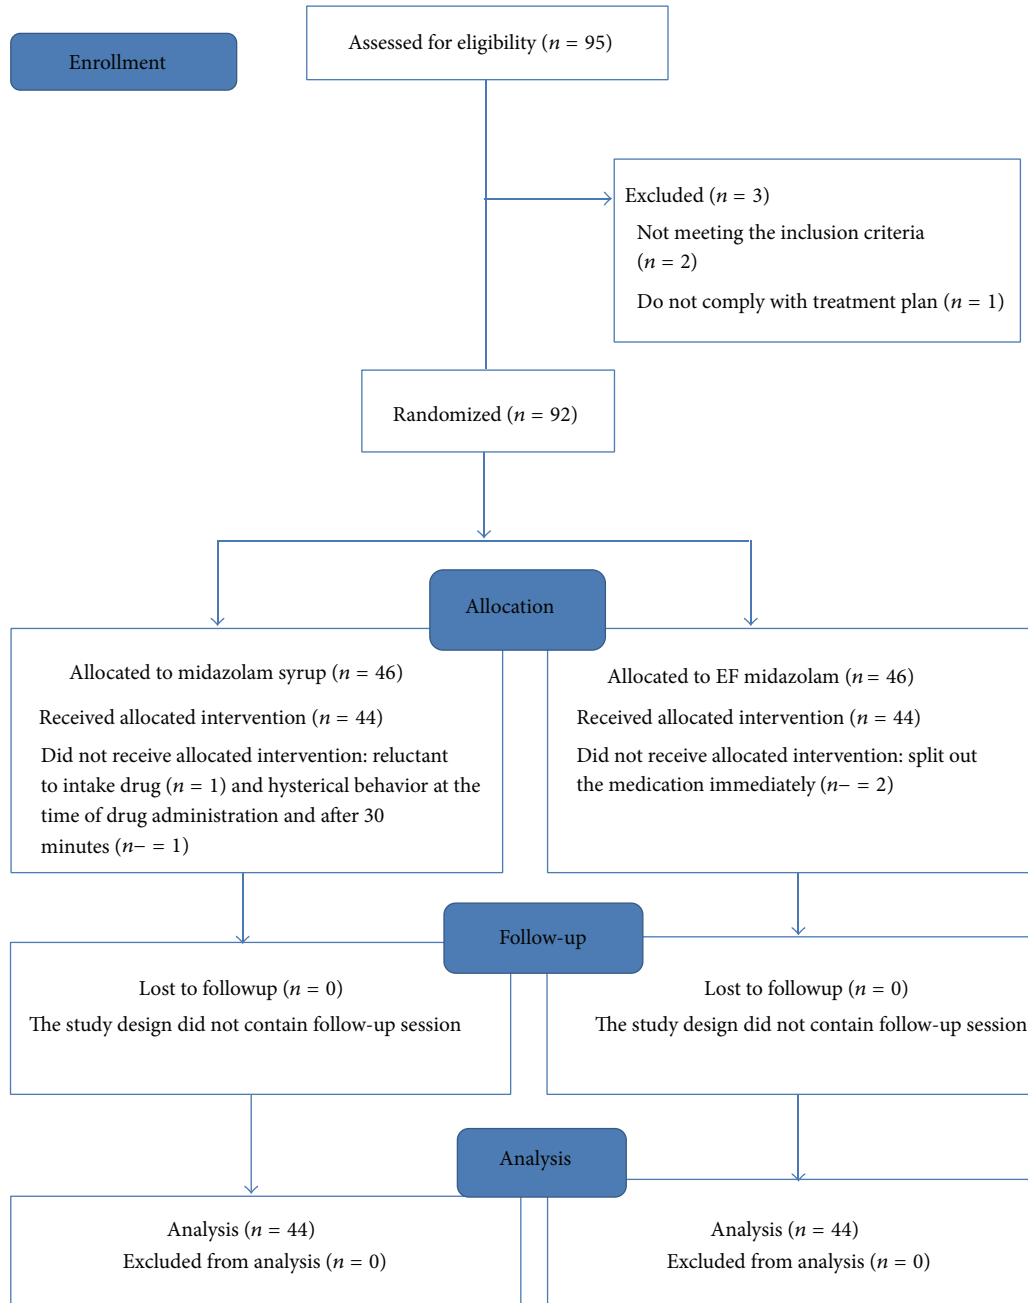 Enrollment
Assessed for eligibility (n = 95)
Excluded (n = 3)
Not meeting the inclusion criteria
(n = 2)
Do not comply with treatment plan (n = 1)
Randomized (n = 92)
Allocation
Allocated to midazolam syrup (n = 46)
Received allocated intervention (n = 44)
Did not receive allocated intervention: reluctant
to intake drug (n = 1) and hysterical behavior at the
time of drug administration and after 30
minutes (n− = 1)
Allocated to EF midazolam (n = 46)
Received allocated intervention (n = 44)
Did not receive allocated intervention: split out
the medication immediately (n− = 2)
Follow-up
Lost to followup (n = 0)
The study design did not contain follow-up session
Lost to followup (n = 0)
The study design did not contain follow-up session
Analysis
Analysis (n = 44)
Excluded from analysis (n = 0)
Analysis (n = 44)
Excluded from analysis (n = 0)